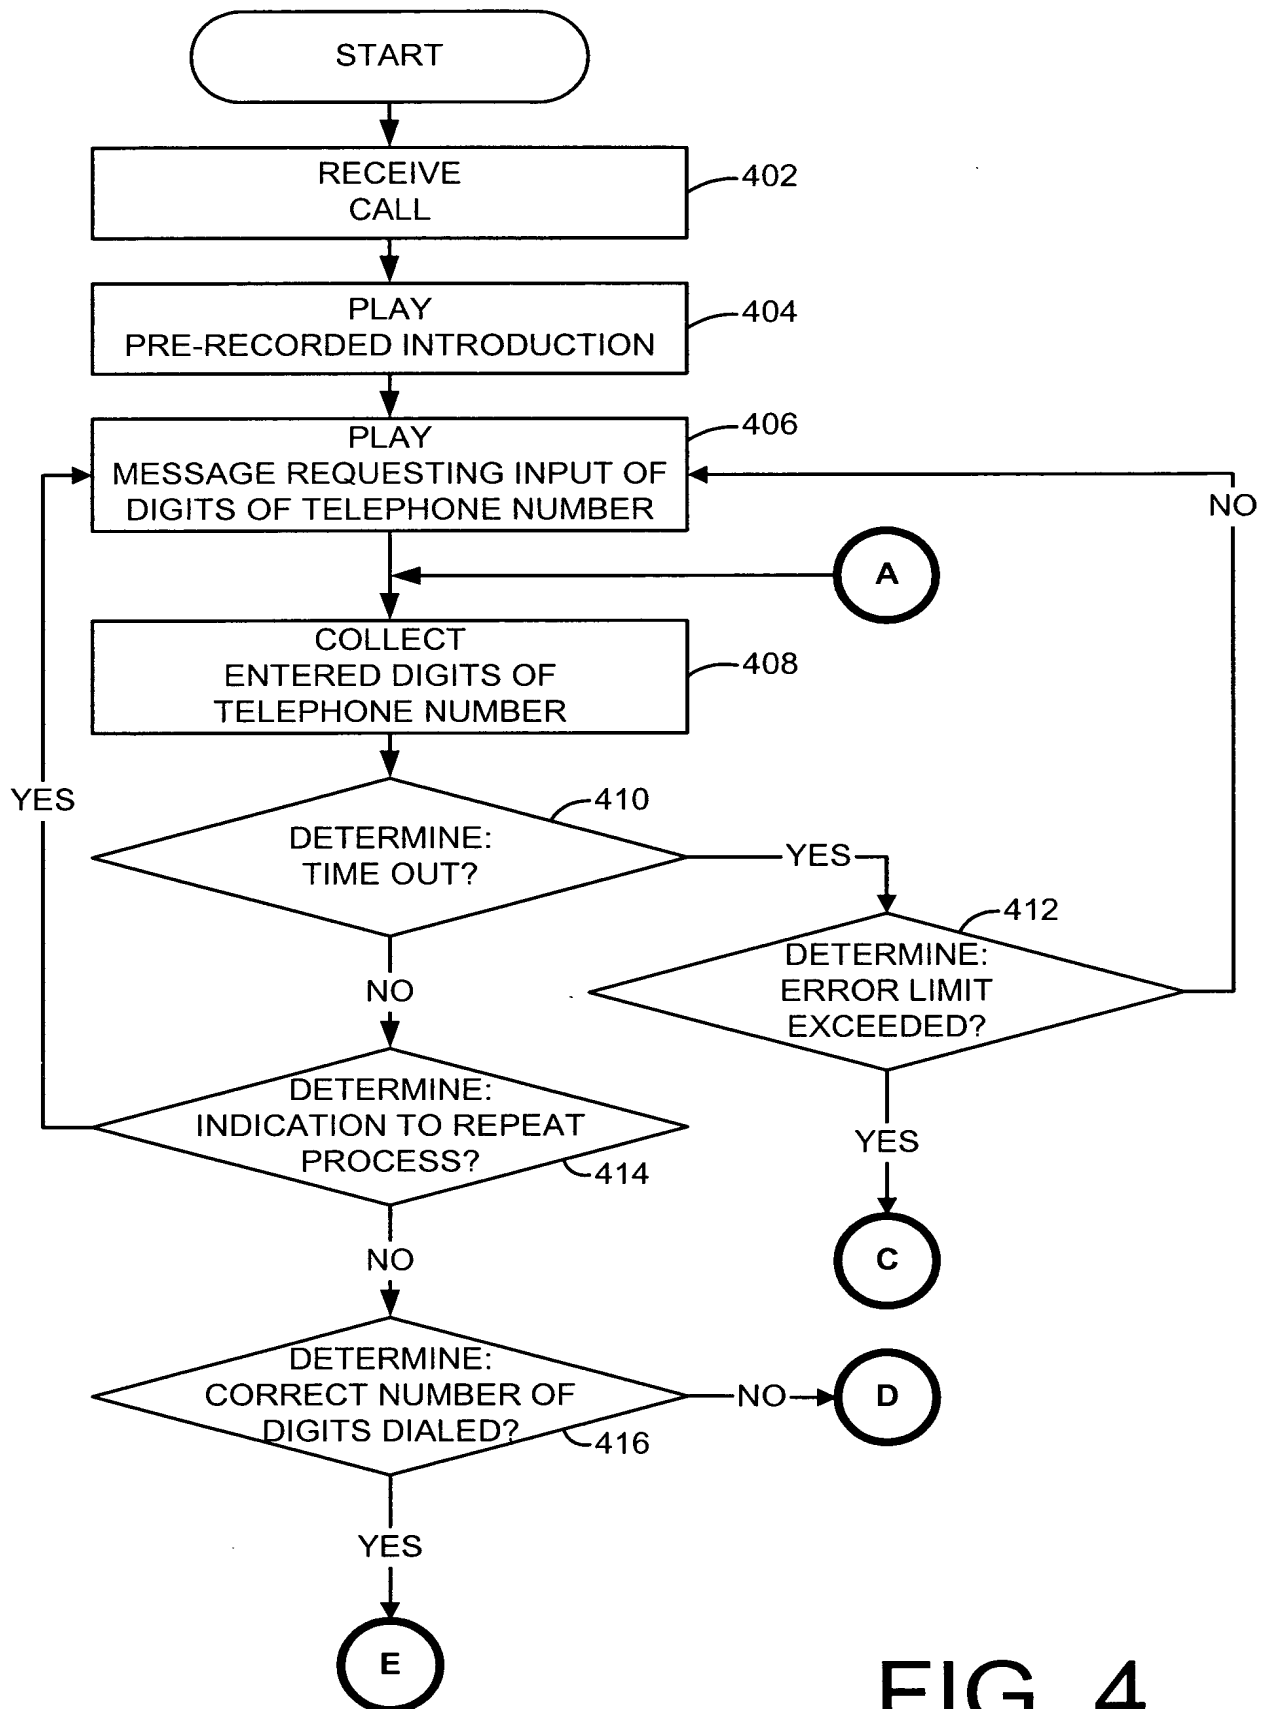 START
RECEIVE
CALL
402
PLAY
PRE-RECORDED INTRODUCTION
404
PLAY
MESSAGE REQUESTING INPUT OF
DIGITS OF TELEPHONE NUMBER
406
NO
A
COLLECT
ENTERED DIGITS OF
TELEPHONE NUMBER
408
YES
DETERMINE:
TIME OUT?
410
YES
DETERMINE:
ERROR LIMIT
EXCEEDED?
412
NO
DETERMINE:
INDICATION TO REPEAT
PROCESS?
414
YES
C
NO
DETERMINE:
CORRECT NUMBER OF
DIGITS DIALED?
416
NO
D
YES
E
FIG. 4